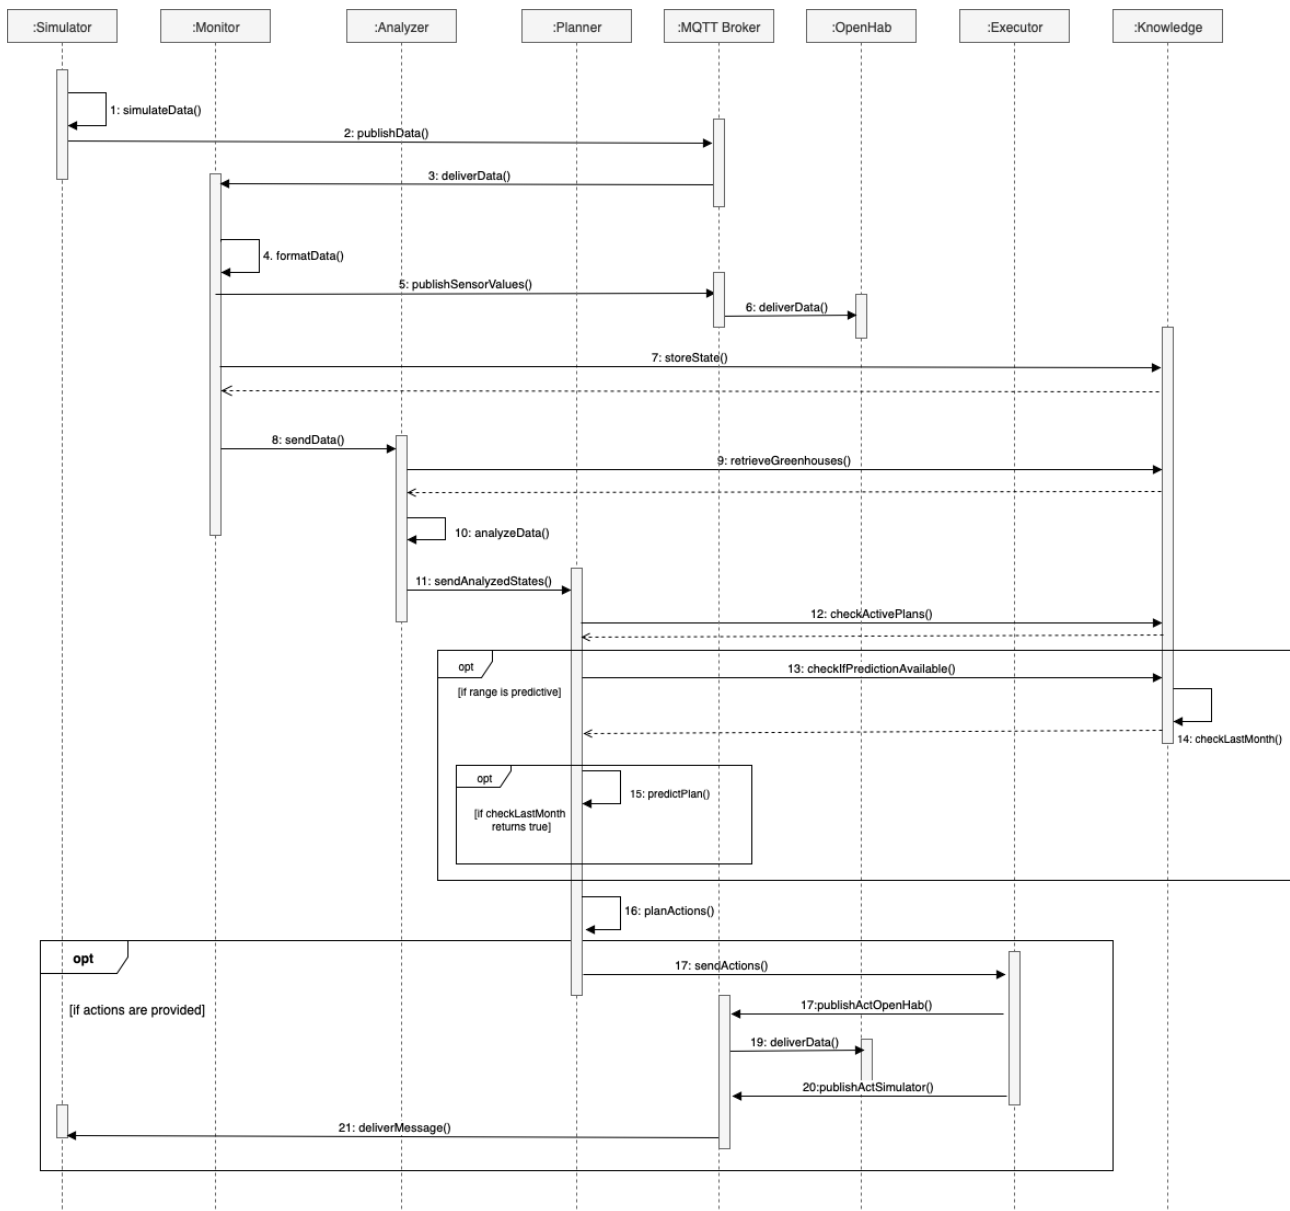 :Simulator
:Monitor
:Analyzer
:Planner
:MQTT Broker
:OpenHab
:Executor
:Knowledge
1: simulateData()
2: publishData()
3: deliverData()
4. formatData()
5: publishSensorValues()
6: deliverData()
7: storeState()
8: sendData()
9: retrieveGreenhouses()
10: analyzeData()
11: sendAnalyzedStates()
12: checkActivePlans()
opt
13: checkIfPredictionAvailable()
[if range is predictive]
14: checkLastMonth()
opt
15: predictPlan()
[if checkLastMonth
returns true]
16: planActions()
opt
17: sendActions()
[if actions are provided]
17:publishActOpenHab()
19: deliverData()
20:publishActSimulator()
21: deliverMessage()